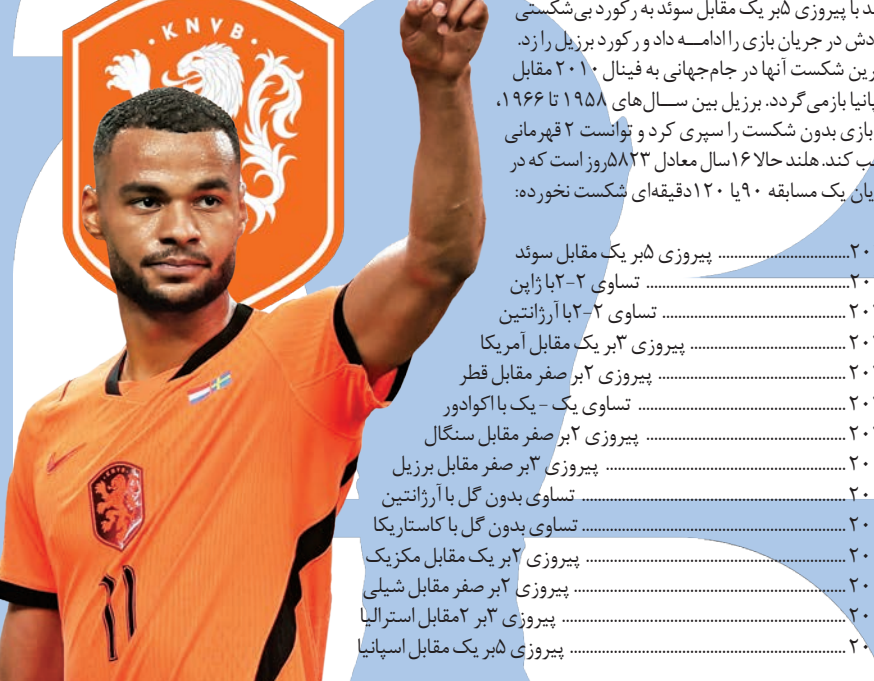 KNVB
با پیروزی ۵بر یک مقابل سوئد به رکورد بی‌شکستی
در جریان بازی را ادامه داد و رکورد برزیل را زد.
شکست آنها در جام‌جهانی به فینال ۲۰۱۰ مقابل
بازمی‌گردد. برزیل بین سال‌های ۱۹۵۸ تا ۱۹۶۶،
بازی بدون شکست را سپری کرد و توانست ۲ قهرمانی
کند. هلند حالا ۱۶سال معادل ۵۸۲۳روز است که در
یک مسابقه ۹۰یا ۱۲۰دقیقه‌ای شکست نخورده:
پیروزی ۵بر یک مقابل سوئد
تساوی ۲-۲با ژاپن
تساوی ۲-۲با آرژانتین
پیروزی ۳بر یک مقابل آمریکا
پیروزی ۲بر صفر مقابل قطر
تساوی یک - یک با اکوادور
پیروزی ۲بر صفر مقابل سنگال
پیروزی ۳بر صفر مقابل برزیل
تساوی بدون گل با آرژانتین
تساوی بدون گل با کاستاریکا
پیروزی ۲بر یک مقابل مکزیک
پیروزی ۲بر صفر مقابل شیلی
پیروزی ۳بر ۲مقابل استرالیا
پیروزی ۵بر یک مقابل اسپانیا
11